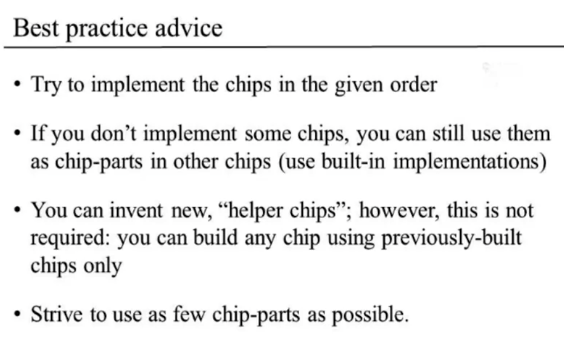 Best practice advice
• Try to implement the chips in the given order
• If you don’t implement some chips, you can still use them
as chip-parts in other chips (use built-in implementations)
• You can invent new, “helper chips”; however, this is not
required: you can build any chip using previously-built
chips only
• Strive to use as few chip-parts as possible.